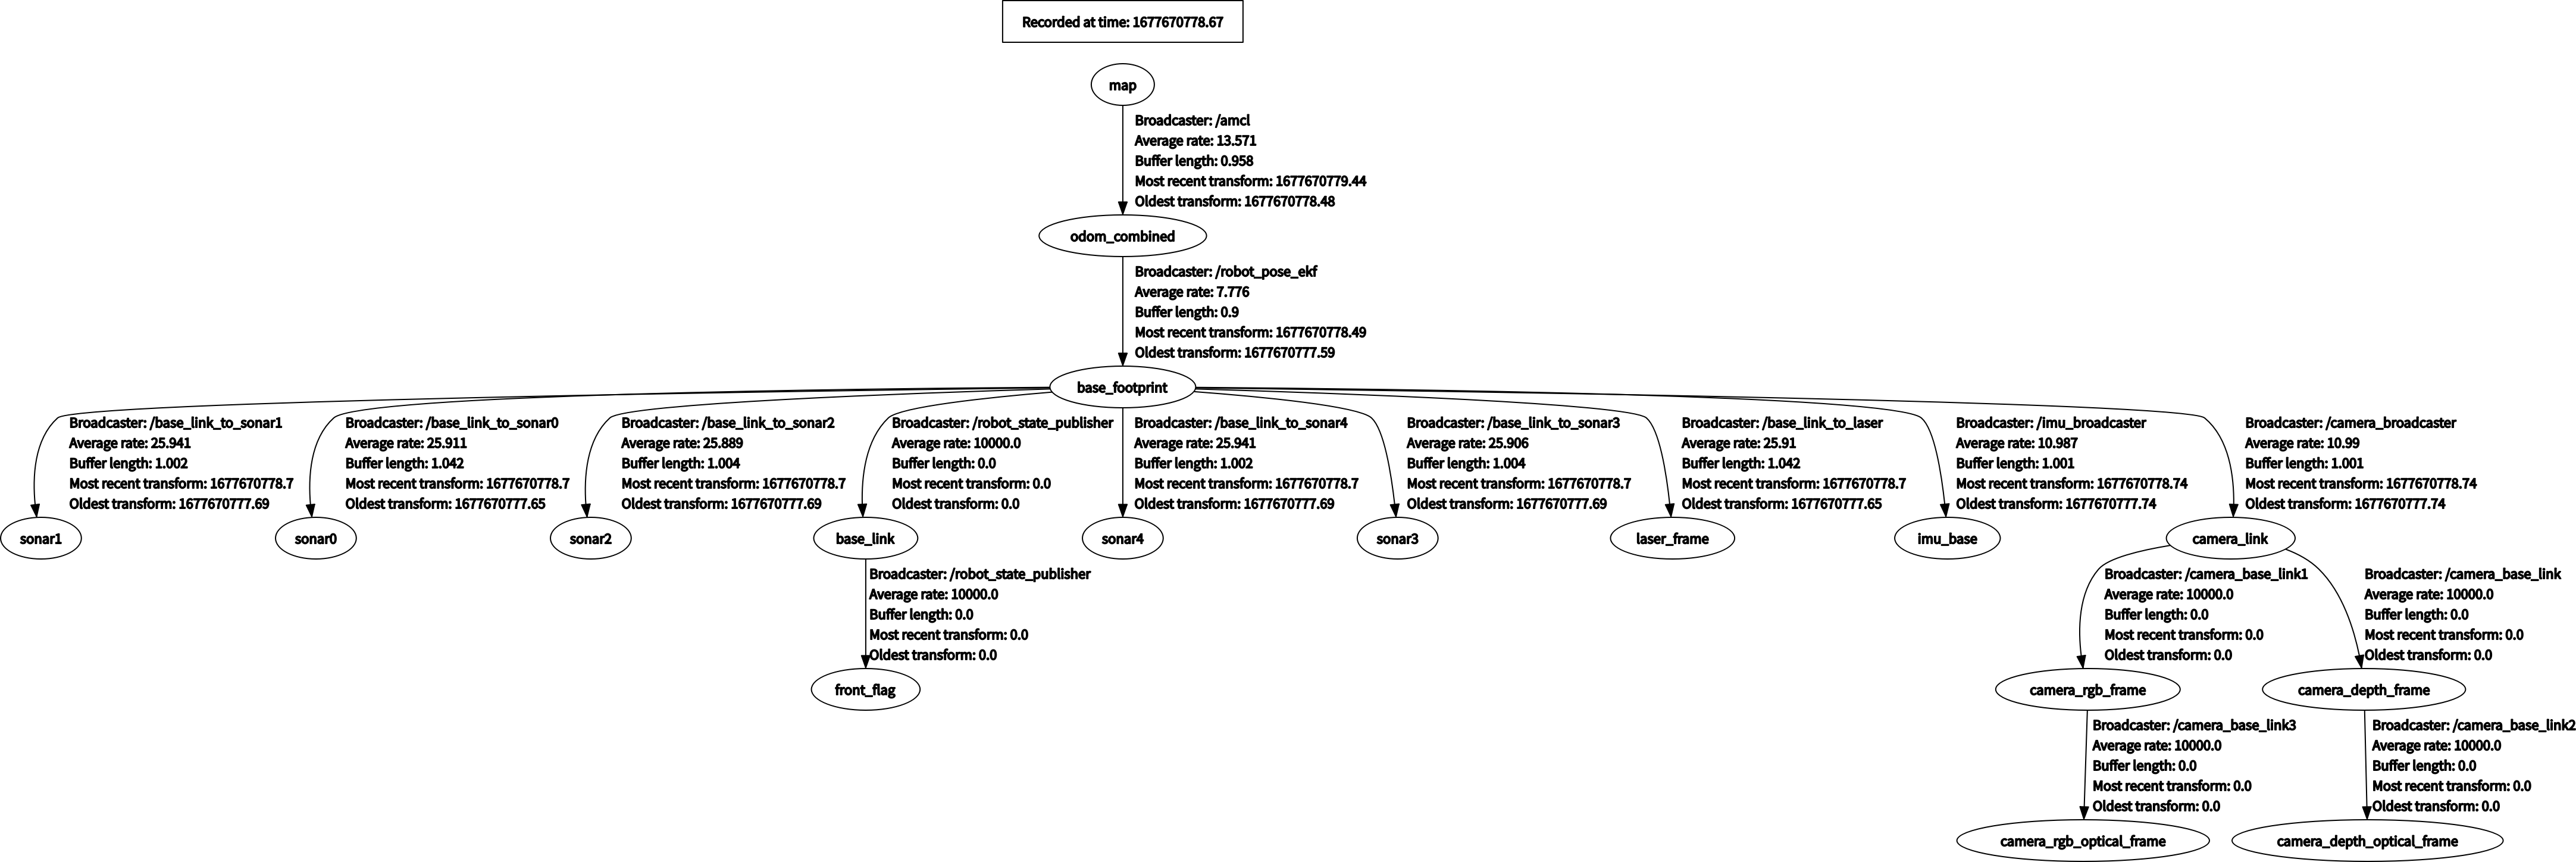 Recorded at time: 1677670778.67
map
Broadcaster: /amcl
Average rate: 13.571
Buffer length: 0.958
Most recent transform: 1677670779.44
Oldest transform: 1677670778.48
odom_combined
Broadcaster: /robot_pose_ekf
Average rate: 7.776
Buffer length: 0.9
Most recent transform: 1677670778.49
Oldest transform: 1677670777.59
base_footprint
Broadcaster: /base_link_to_sonar1
Average rate: 25.941
Buffer length: 1.002
Most recent transform: 1677670778.7
Oldest transform: 1677670777.69
sonar1
Broadcaster: /base_link_to_sonar0
Average rate: 25.911
Buffer length: 1.042
Most recent transform: 1677670778.7
Oldest transform: 1677670777.65
sonar0
Broadcaster: /base_link_to_sonar2
Average rate: 25.889
Buffer length: 1.004
Most recent transform: 1677670778.7
Oldest transform: 1677670777.69
sonar2
Broadcaster: /robot_state_publisher
Average rate: 10000.0
Buffer length: 0.0
Most recent transform: 0.0
Oldest transform: 0.0
base_link
Broadcaster: /base_link_to_sonar4
Average rate: 25.941
Buffer length: 1.002
Most recent transform: 1677670778.7
Oldest transform: 1677670777.69
sonar4
Broadcaster: /base_link_to_sonar3
Average rate: 25.906
Buffer length: 1.004
Most recent transform: 1677670778.7
Oldest transform: 1677670777.69
sonar3
Broadcaster: /base_link_to_laser
Average rate: 25.91
Buffer length: 1.042
Most recent transform: 1677670778.7
Oldest transform: 1677670777.65
laser_frame
Broadcaster: /imu_broadcaster
Average rate: 10.987
Buffer length: 1.001
Most recent transform: 1677670778.74
Oldest transform: 1677670777.74
imu_base
Broadcaster: /camera_broadcaster
Average rate: 10.99
Buffer length: 1.001
Most recent transform: 1677670778.74
Oldest transform: 1677670777.74
camera_link
Broadcaster: /robot_state_publisher
Average rate: 10000.0
Buffer length: 0.0
Most recent transform: 0.0
Oldest transform: 0.0
front_flag
Broadcaster: /camera_base_link1
Average rate: 10000.0
Buffer length: 0.0
Most recent transform: 0.0
Oldest transform: 0.0
camera_rgb_frame
Broadcaster: /camera_base_link
Average rate: 10000.0
Buffer length: 0.0
Most recent transform: 0.0
Oldest transform: 0.0
camera_depth_frame
Broadcaster: /camera_base_link3
Average rate: 10000.0
Buffer length: 0.0
Most recent transform: 0.0
Oldest transform: 0.0
camera_rgb_optical_frame
Broadcaster: /camera_base_link2
Average rate: 10000.0
Buffer length: 0.0
Most recent transform: 0.0
Oldest transform: 0.0
camera_depth_optical_frame